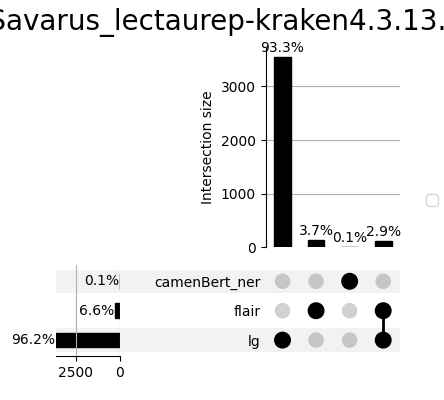 Savarus_lectaurep-kraken4.3.13.
93.3%
3.7%
0.1%
2.9%
3000
2000
1000
0
Intersection size
0.1%
camenBert_ner
6.6%
flair
96.2%
lg
2500
0